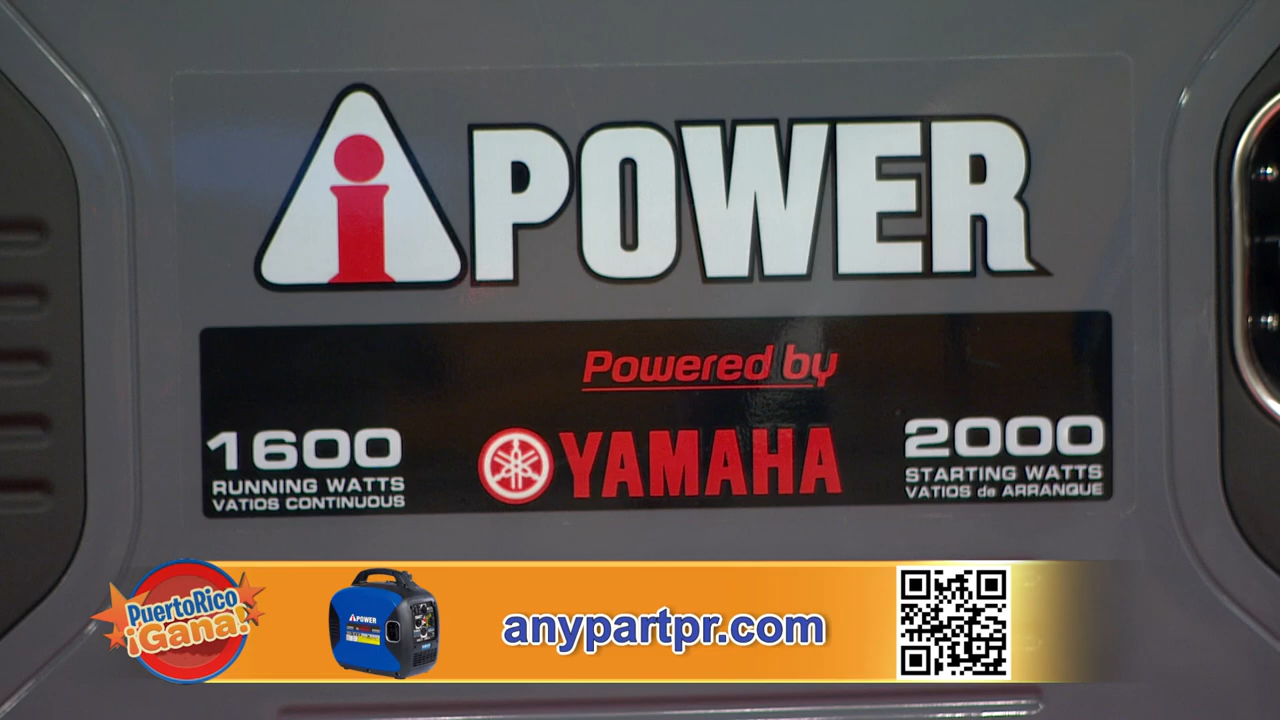 i POWER
Powered by
YAMAHA
1600
RUNNING WATTS
VATIOS CONTINUOUS
2000
STARTING WATTS
VATIOS de ARRANQUE
PuertoRico
¡Gana!
iPOWER
anypartpr.com